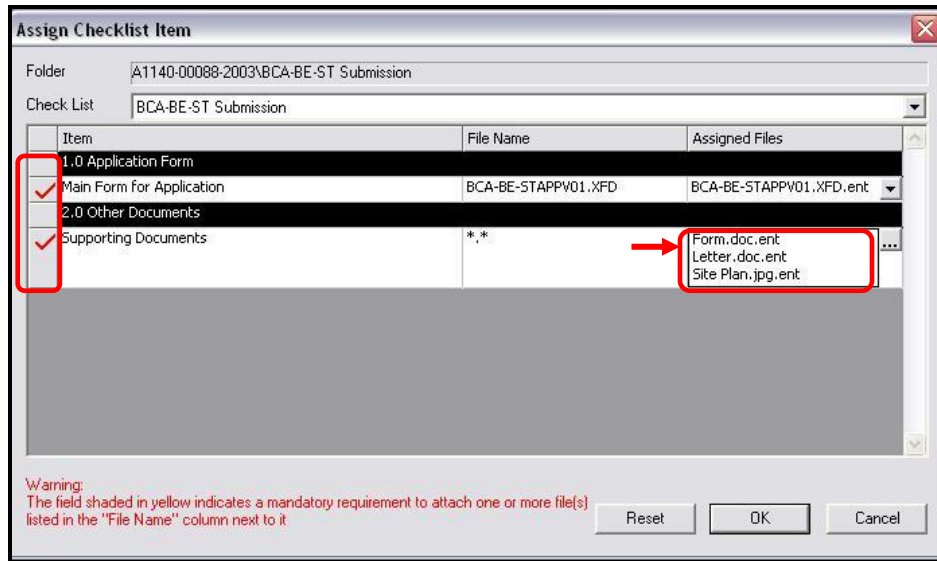 Assign Checklist Item
Folder A1140-00088-2003\BCA-BE-ST Submission
Check List BCA-BE-ST Submission
Item File Name Assigned Files
1.0 Application Form
Main Form for Application BCA-BE-STAPPV01.XFD BCA-BE-STAPPV01.XFD.ent
2.0 Other Documents
Supporting Documents *.* Form.doc.ent
Letter.doc.ent
Site Plan.jpg.ent
...
Warning:
The field shaded in yellow indicates a mandatory requirement to attach one or more file(s)
listed in the "File Name" column next to it
Reset OK Cancel